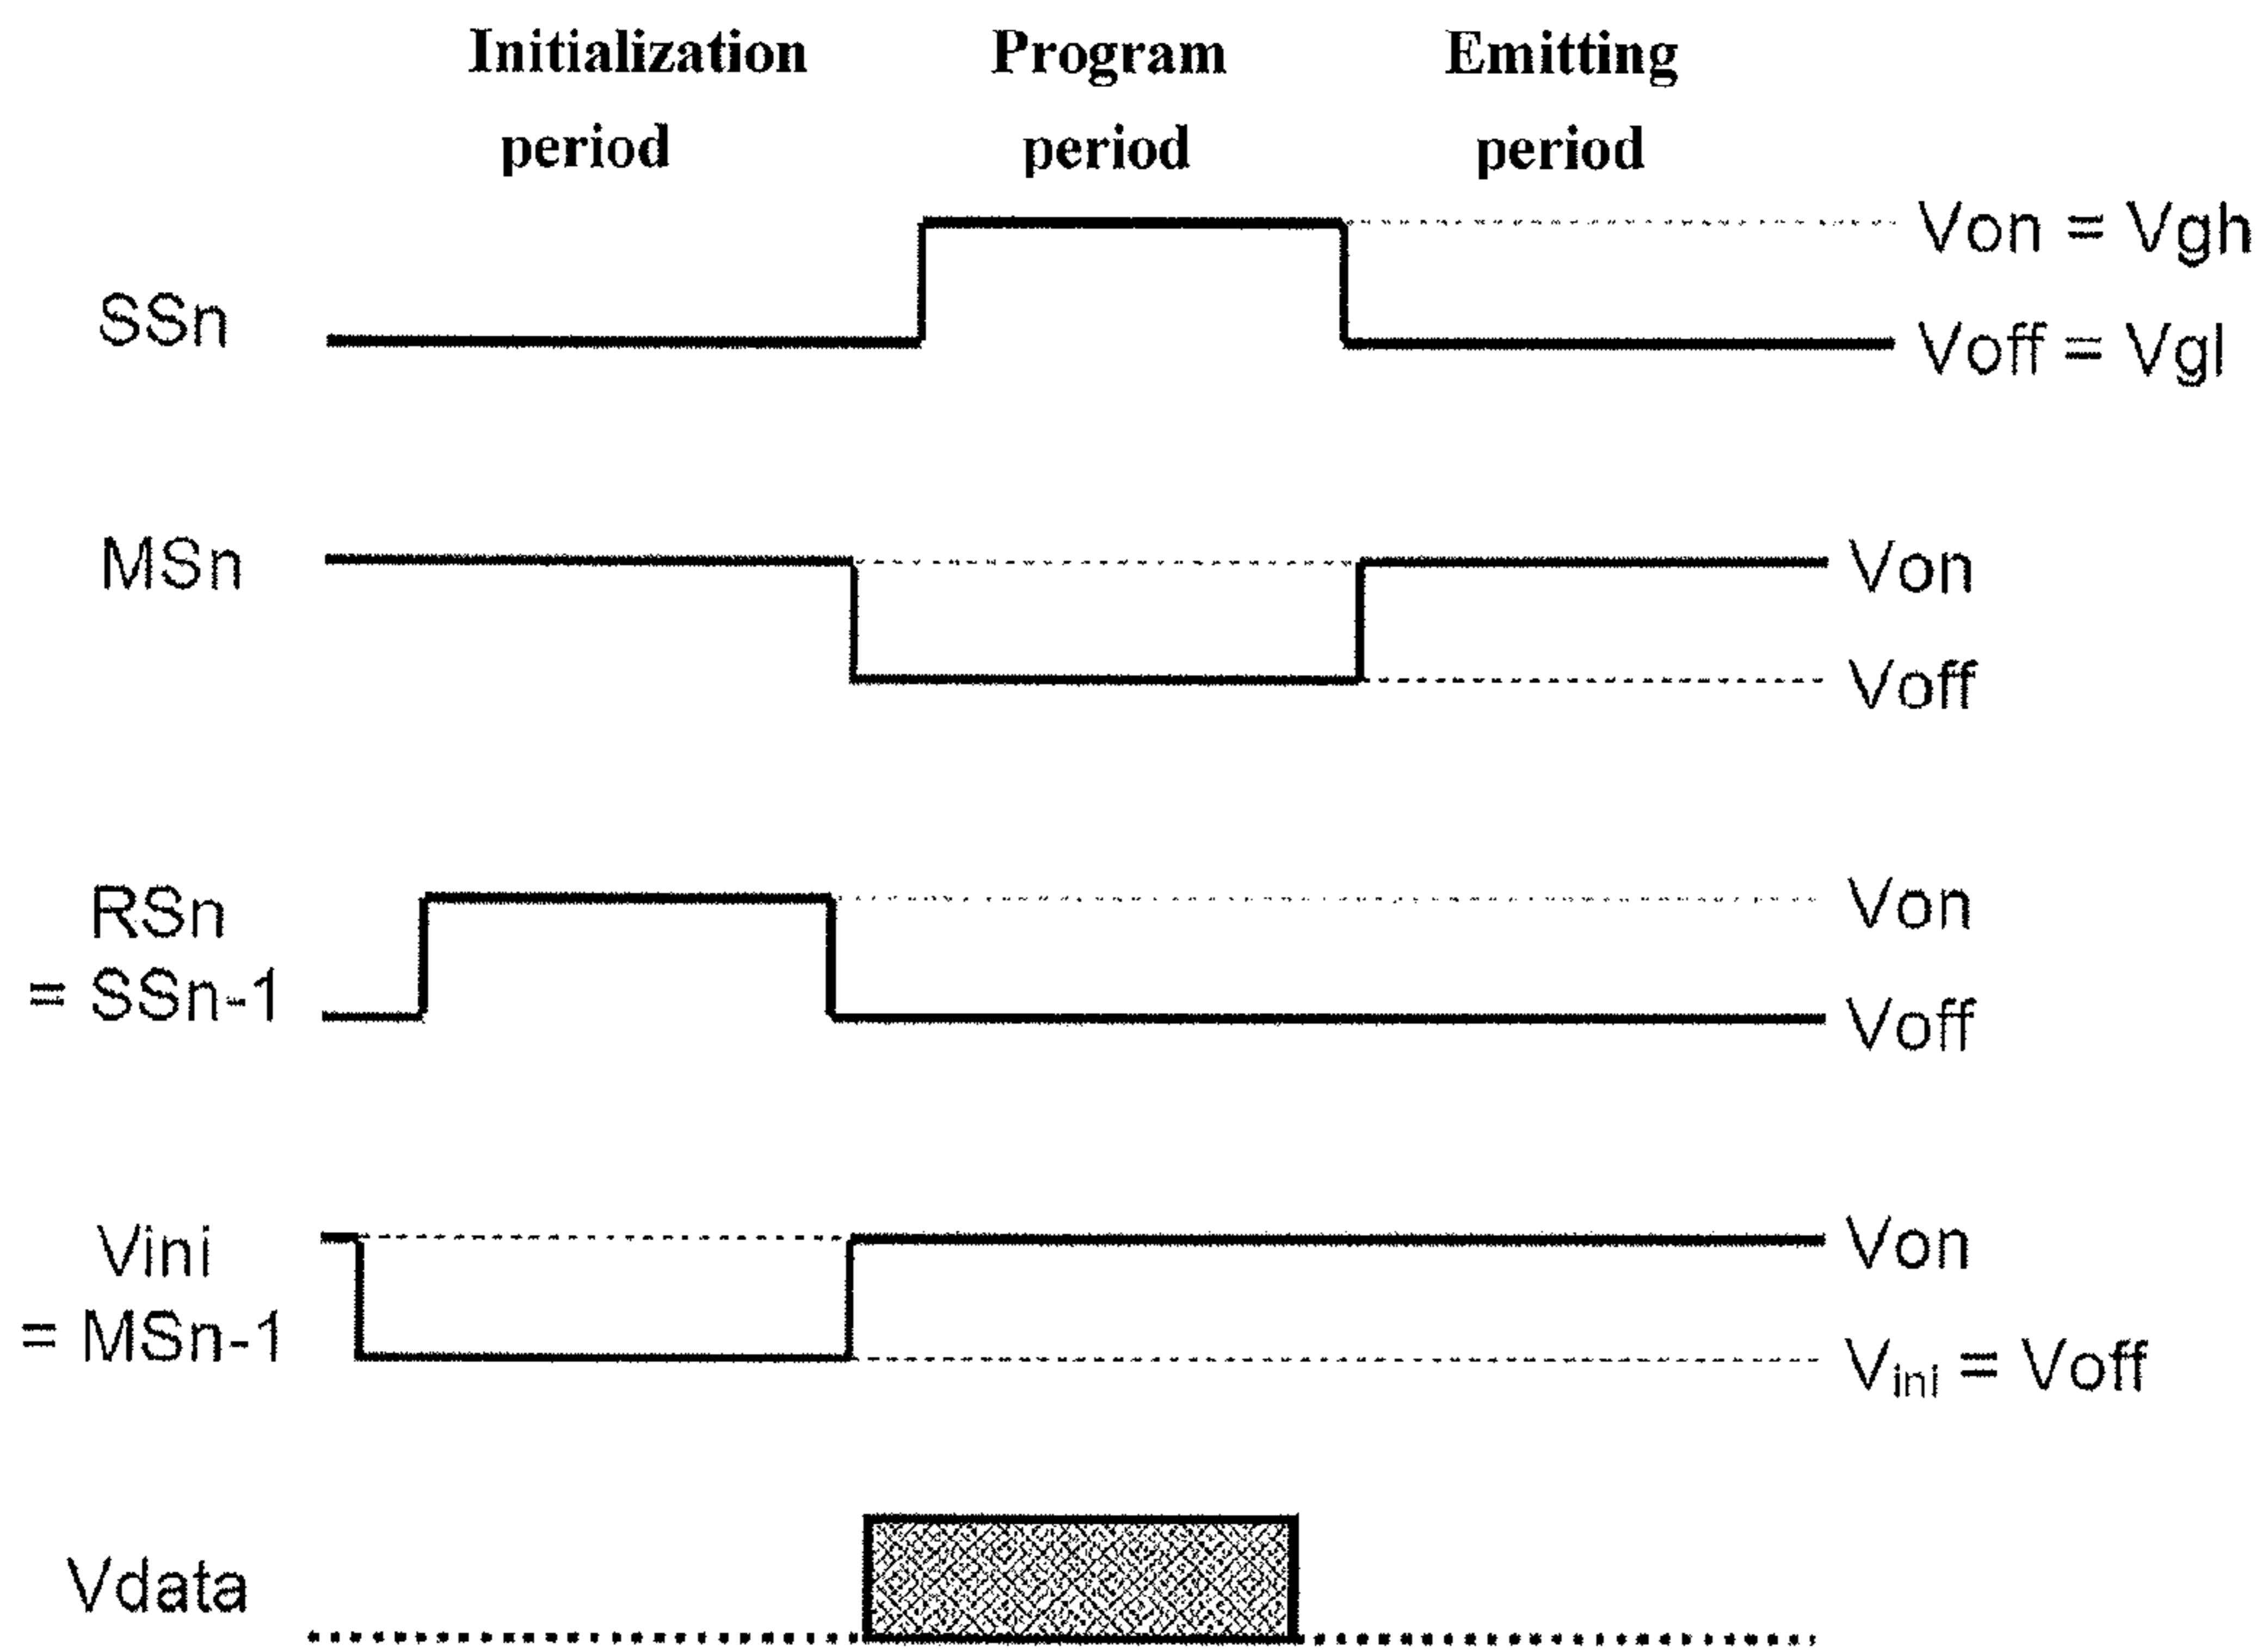 Initialization period
Program period
Emitting period
SSn
Von = Vgh
Voff = Vgl
MSn
Von
Voff
RSn
= SSn-1
Von
Voff
Vini
= MSn-1
Von
Vini = Voff
Vdata